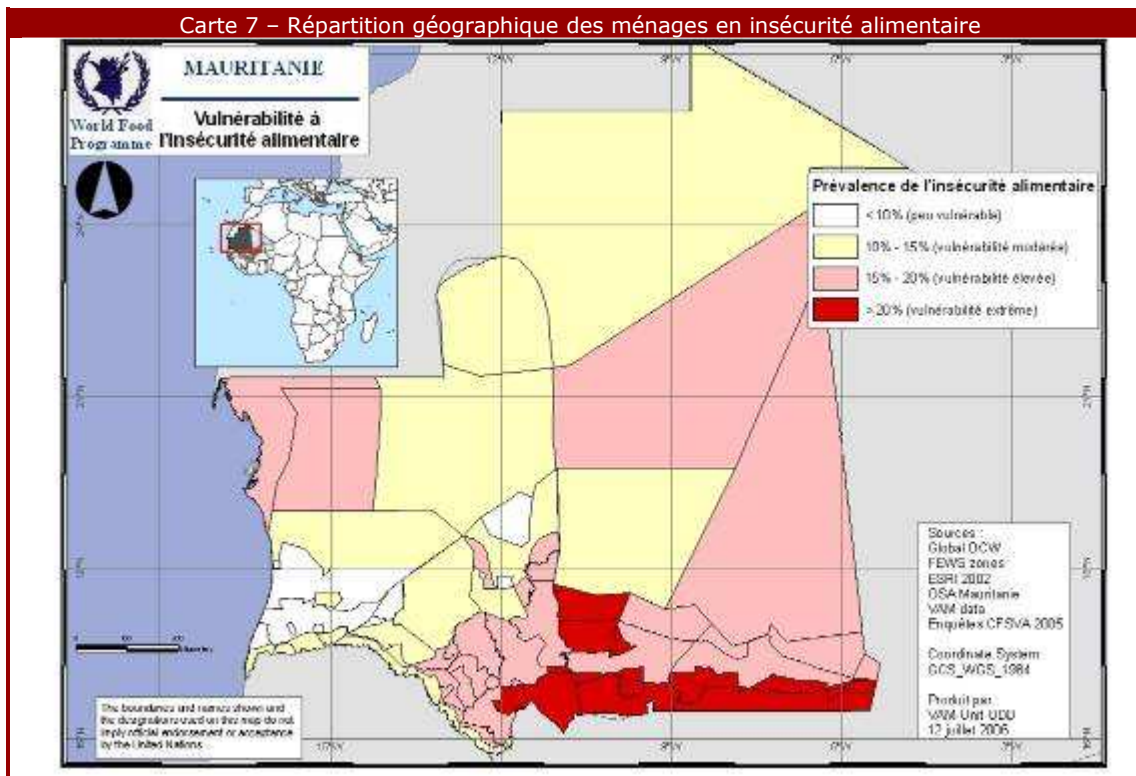 Carte 7 – Répartition géographique des ménages en insécurité alimentaire
MAURITANIE
Vulnérabilité à
l'insécurité alimentaire
World Food
Programme
Prévalence de l'insécurité alimentaire
< 10% (peu vulnérable)
10% - 15% (vulnérabilité modérée)
15% - 20% (vulnérabilité élevée)
> 20% (vulnérabilité extrême)
Sources :
Global DCW
FEWS zones
ESRI 2002
OSA Mauritanie
VAM data
Enquêtes CFSVA 2005
Coordinate System:
GCS_WGS_1984
Produit par :
VAM Unit
12 juillet 2006
The boundaries and names shown and
the designations used on this map do not
imply official endorsement or acceptance
by the United Nations.